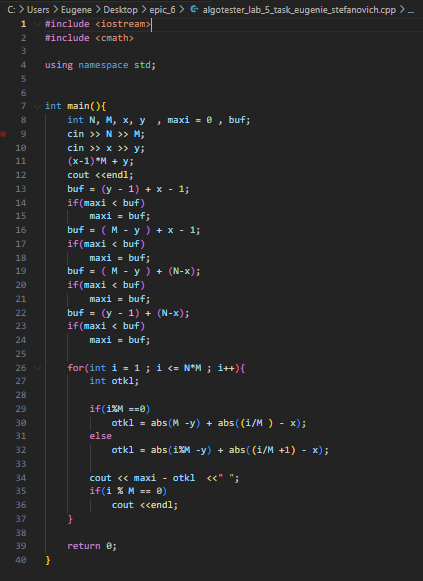 C: > Users > Eugene > Desktop > epic_6 > algotester_lab_5_task_eugenie_stefanovich.cpp > ...
1 #include <iostream>
2 #include <cmath>
3
4 using namespace std;
5
6
7 int main(){
8     int N, M, x, y  , maxi = 0 , buf;
9     cin >> N >> M;
10     cin >> x >> y;
11     (x-1)*M + y;
12     cout <<endl;
13     buf = (y - 1) + x - 1;
14     if(maxi < buf)
15         maxi = buf;
16     buf = ( M - y ) + x - 1;
17     if(maxi < buf)
18         maxi = buf;
19     buf = ( M - y ) + (N-x);
20     if(maxi < buf)
21         maxi = buf;
22     buf = (y - 1) + (N-x);
23     if(maxi < buf)
24         maxi = buf;
25
26     for(int i = 1 ; i <= N*M ; i++){
27         int otkl;
28
29         if(i%M ==0)
30             otkl = abs(M -y) + abs((i/M ) - x);
31         else
32             otkl = abs(i%M -y) + abs((i/M +1) - x);
33
34         cout << maxi - otkl  <<" ";
35         if(i % M == 0)
36             cout <<endl;
37     }
38
39     return 0;
40 }